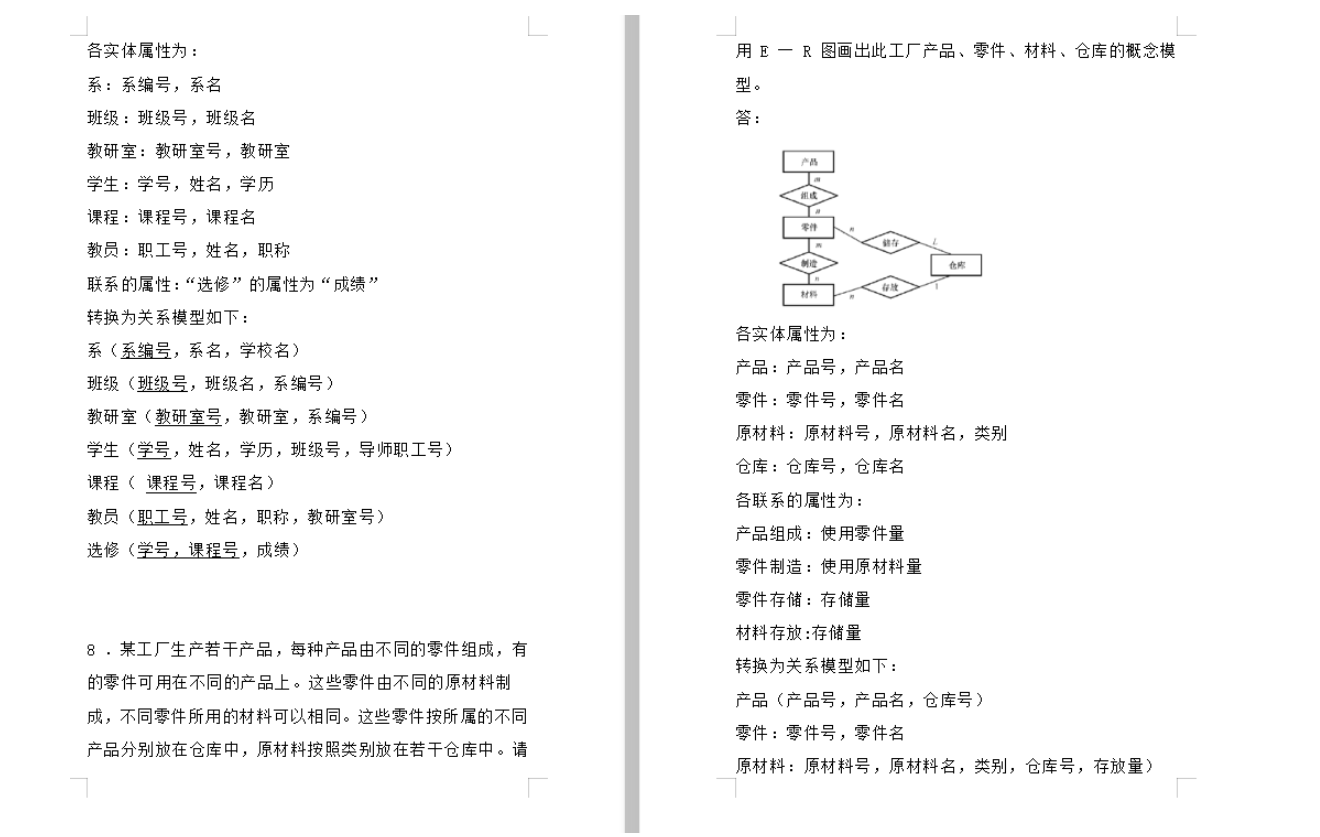 各实体属性为:
系: 系编号, 系名
班级: 班级号, 班级名
教研室: 教研室号, 教研室
学生: 学号, 姓名, 学历
课程: 课程号, 课程名
教员: 职工号, 姓名, 职称
联系的属性:“选修”的属性为“成绩”
转换为关系模型如下:
系(系编号, 系名, 学校名)
班级(班级号, 班级名, 系编号)
教研室(教研室号, 教研室, 系编号)
学生(学号, 姓名, 学历, 班级号, 导师职工号)
课程( 课程号, 课程名)
教员(职工号, 姓名, 职称, 教研室号)
选修(学号, 课程号, 成绩)
8 . 某工厂生产若干产品, 每种产品由不同的零件组成, 有
的零件可用在不同的产品上。这些零件由不同的原材料制
成, 不同零件所用的材料可以相同。这些零件按所属的不同
产品分别放在仓库中, 原材料按照类别放在若干仓库中。请
用 E — R 图画出此工厂产品、零件、材料、仓库的概念模
型。
答:
产品
m
组成
n
零件
n
储存
l
m
制造
仓库
n
材料
n
存放
1
各实体属性为:
产品: 产品号, 产品名
零件: 零件号, 零件名
原材料: 原材料号, 原材料名, 类别
仓库: 仓库号, 仓库名
各联系的属性为:
产品组成: 使用零件量
零件制造: 使用原材料量
零件存储: 存储量
材料存放:存储量
转换为关系模型如下:
产品(产品号, 产品名, 仓库号)
零件: 零件号, 零件名
原材料: 原材料号, 原材料名, 类别, 仓库号, 存放量)